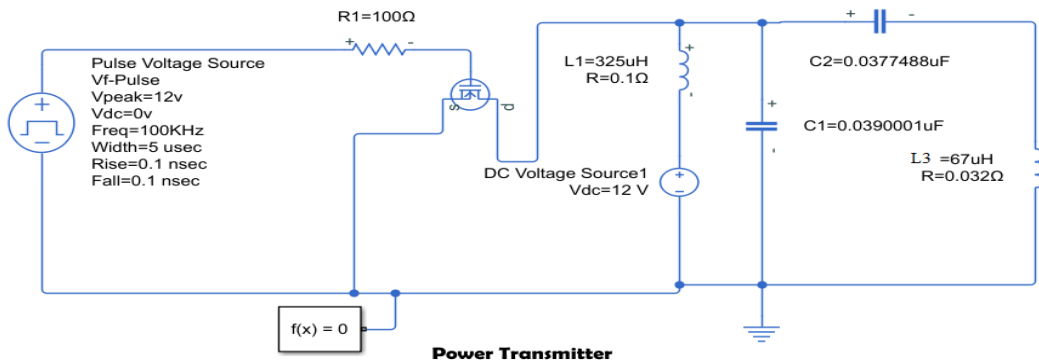 R1=100Ω
+ -
Pulse Voltage Source
Vf-Pulse
Vpeak=12v
Vdc=0v
Freq=100KHz
Width=5 usec
Rise=0.1 nsec
Fall=0.1 nsec
s
d
L1=325uH
R=0.1Ω
+
-
DC Voltage Source1
Vdc=12 V
+ -
C2=0.0377488uF
+
-
C1=0.0390001uF
L3 =67uH
R=0.032Ω
f(x) = 0
Power Transmitter